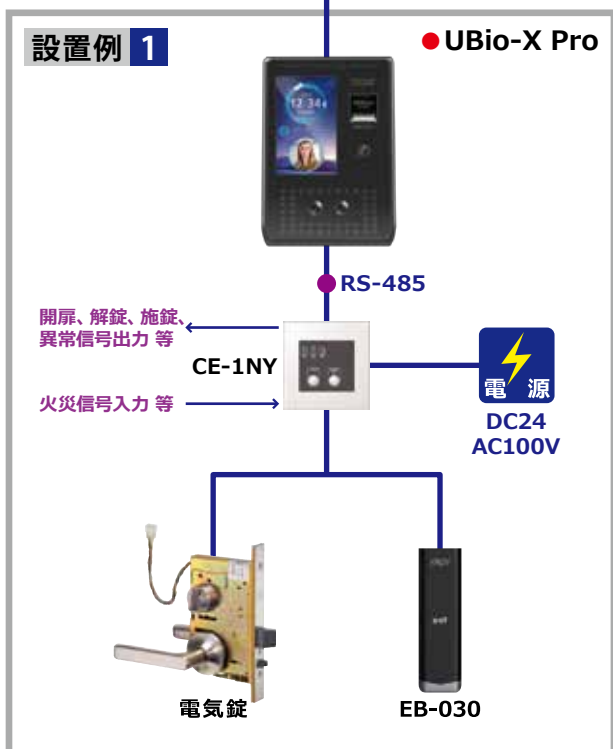 設置例 1
●UBio-X Pro
12:34
RS-485
開扉、解錠、施錠、
異常信号出力 等
CE-1NY
火災信号入力 等
電 源
DC24
AC100V
電気錠
EB-030